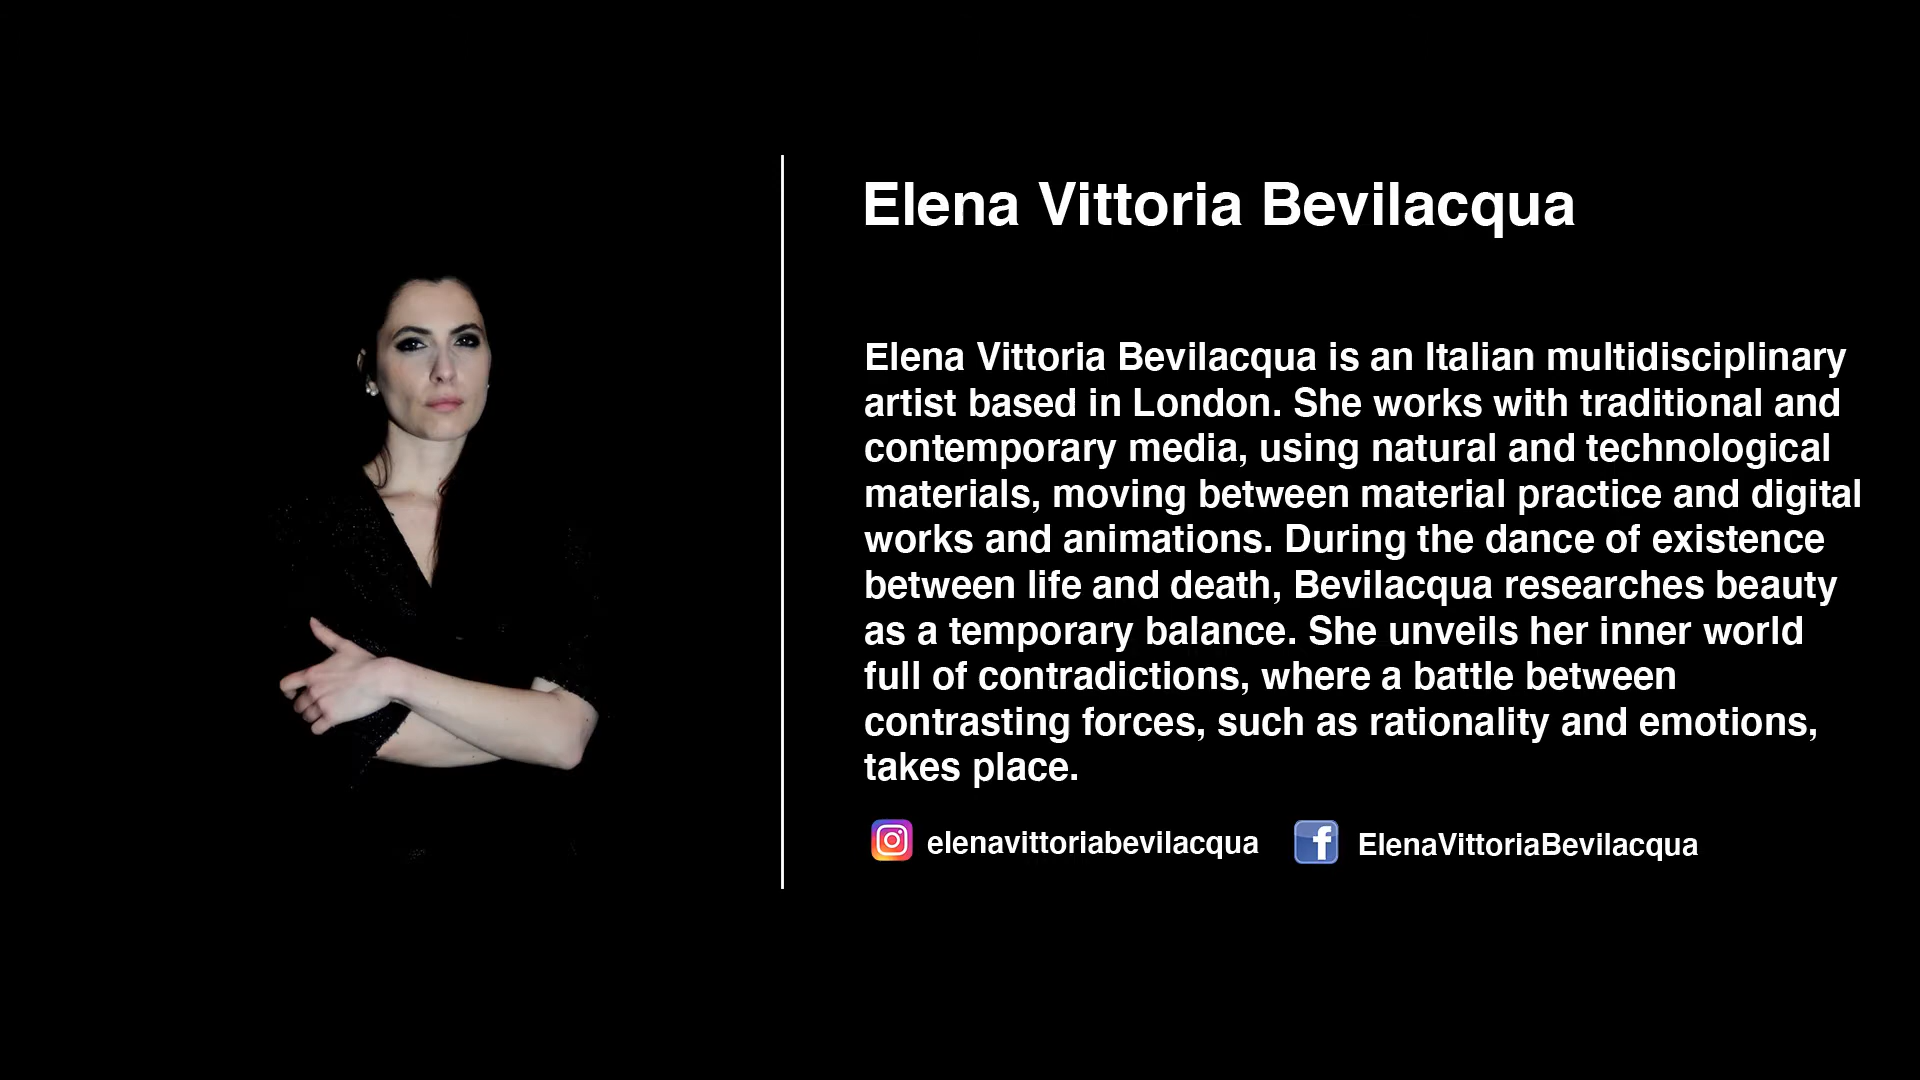 Elena Vittoria Bevilacqua
Elena Vittoria Bevilacqua is an Italian multidisciplinary
artist based in London. She works with traditional and
contemporary media, using natural and technological
materials, moving between material practice and digital
works and animations. During the dance of existence
between life and death, Bevilacqua researches beauty
as a temporary balance. She unveils her inner world
full of contradictions, where a battle between
contrasting forces, such as rationality and emotions,
takes place.
elenavittoriabevilacqua ElenaVittoriaBevilacqua